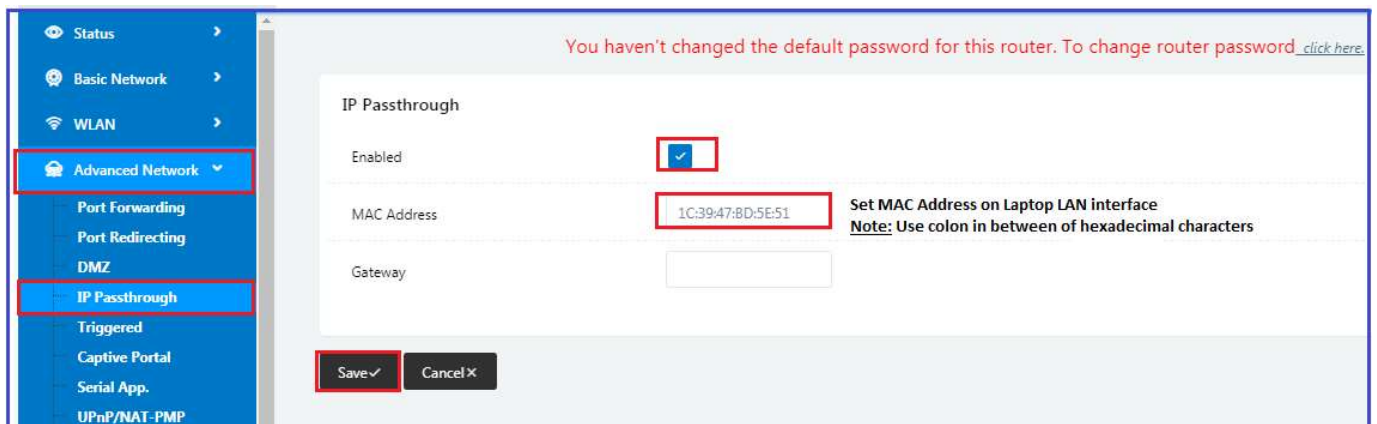 Status
You haven't changed the default password for this router. To change router password click here.
Basic Network
WLAN
Advanced Network
Port Forwarding
Port Redirecting
DMZ
IP Passthrough
Triggered
Captive Portal
Serial App.
UPnP/NAT-PMP
IP Passthrough
Enabled
MAC Address 1C:39:47:BD:5E:51 Set MAC Address on Laptop LAN interface
Note: Use colon in between of hexadecimal characters
Gateway
Save Cancel